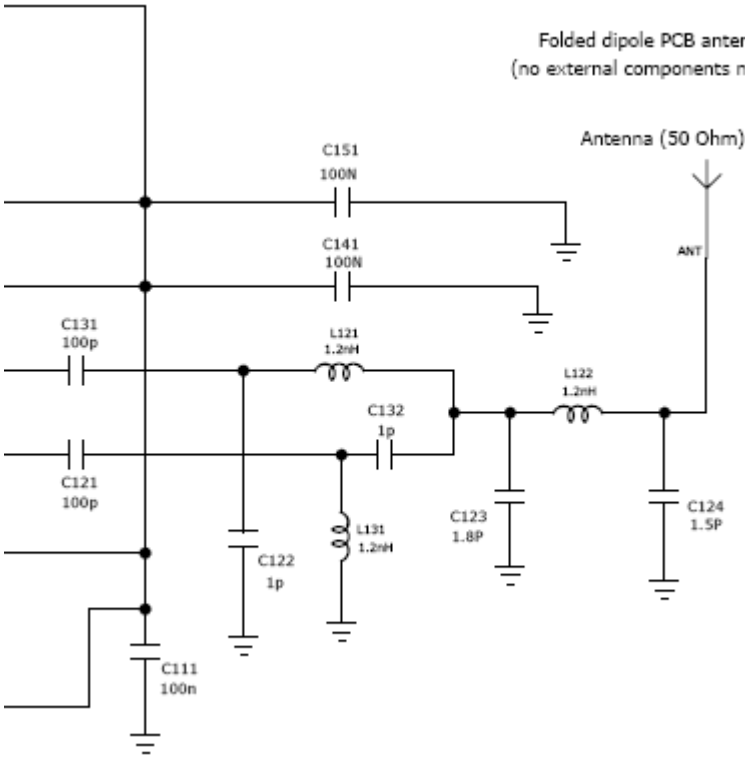 Folded dipole PCB anter
(no external components n
Antenna (50 Ohm)
C151
100N
ANT
C141
100N
C131
100p
L121
1.2nH
L122
1.2nH
C132
1p
C121
100p
C123
1.8P
C124
1.5P
L131
1.2nH
C122
1p
C111
100n